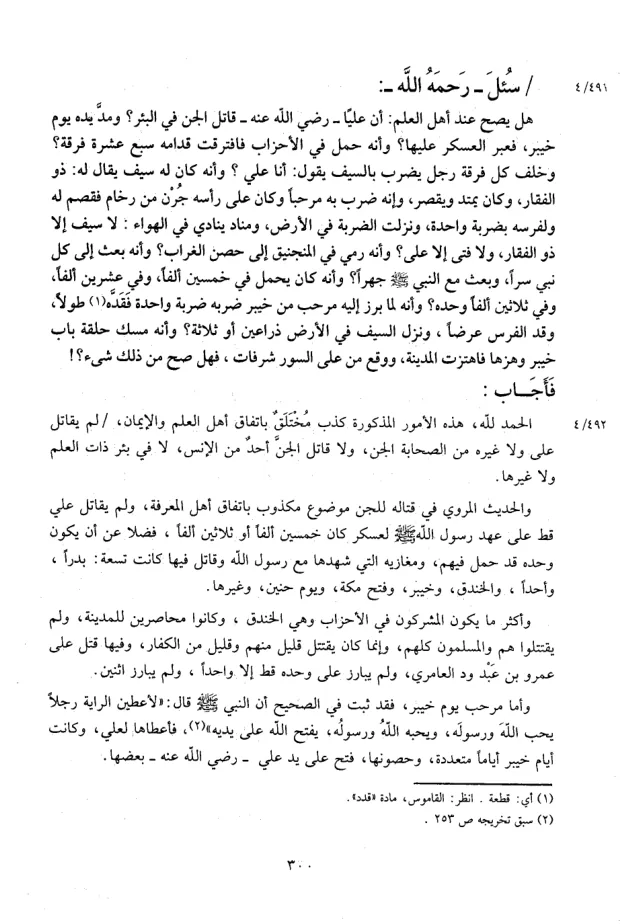 ٤/٤٩١ / سُئلَ ــ رَحمَهُ اللَّه ــ:
هل يصح عند أهل العلم: أن عليًا ــ رضي اللّه عنه ــ قاتل الجن في البئر؟ ومدَّ يده يوم
خيبر، فعبر العسكر عليها؟ وأنه حمل في الأحزاب فافترقت قدامه سبع عشرة فرقة؟
وخلف كل فرقة رجل يضرب بالسيف يقول: أنا علي ؟ وأنه كان له سيف يقال له: ذو
الفقار، وكان يمتد ويقصر، وإنه ضرب به مرحباً وكان على رأسه جُرْن من رخام فقصم له
ولفرسه بضربة واحدة، ونزلت الضربة في الأرض، ومناد ينادي في الهواء : لا سيف إلا
ذو الفقار، ولا فتى إلا على؟ وأنه رمي في المنجنيق إلى حصن الغراب؟ وأنه بعث إلى كل
نبي سراً، وبعث مع النبي ﷺ جهراً؟ وأنه كان يحمل في خمسين ألفاً، وفي عشرين ألفاً،
وفي ثلاثين ألفاً وحده؟ وأنه لما برز إليه مرحب من خيبر ضربه ضربة واحدة فَقَدَّه(١) طولاً،
وقد الفرس عرضاً ، ونزل السيف في الأرض ذراعين أو ثلاثة؟ وأنه مسك حلقة باب
خيبر وهزها فاهتزت المدينة، ووقع من على السور شرفات ، فهل صح من ذلك شىء؟!
فَأجَــاب :
٤/٤٩٢ الحمد للّه، هذه الأمور المذكورة كذب مُخْتَلَقٌ باتفاق أهل العلم والإيمان، / لم يقاتل
على ولا غيره من الصحابة الجن، ولا قاتل الجنَّ أحدٌ من الإنس، لا في بئر ذات العلم
ولا غيرها.
والحديث المروي في قتاله للجن موضوع مكذوب باتفاق أهل المعرفة، ولم يقاتل علي
قط على عهد رسول اللّهﷺ لعسكر كان خمسين ألفاً أو ثلاثين ألفاً ، فضلا عن أن يكون
وحده قد حمل فيهم، ومغازيه التي شهدها مع رسول اللّه وقاتل فيها كانت تسعة: بدراً ،
وأحداً ، والخندق، وخيبر، وفتح مكة، ويوم حنين، وغيرها.
وأكثر ما يكون المشركون في الأحزاب وهي الخندق ، وكانوا محاصرين للمدينة، ولم
يقتتلوا هم والمسلمون كلهم، وإنما كان يقتتل قليل منهم وقليل من الكفار، وفيها قتل على
عمرو بن عَبْد ود العامري، ولم يبارز على وحده قط إلا واحداً ، ولم يبارز اثنين.
وأما مرحب يوم خيبر، فقد ثبت في الصحيح أن النبي ﷺ قال: «لأعطين الراية رجلاً
يحب اللّهَ ورسولَه، ويحبه اللّهُ ورسولُه، يفتح اللّه على يديه»(٢)، فأعطاها لعلي، وكانت
أيام خيبر أياماً متعددة، وحصونها، فتح على يد علي ــ رضي اللّه عنه ــ بعضها.
(١) أي: قطعة . انظر: القاموس، مادة «قدد».
(٢) سبق تخريجه ص ٢٥٣ .
٣٠٠